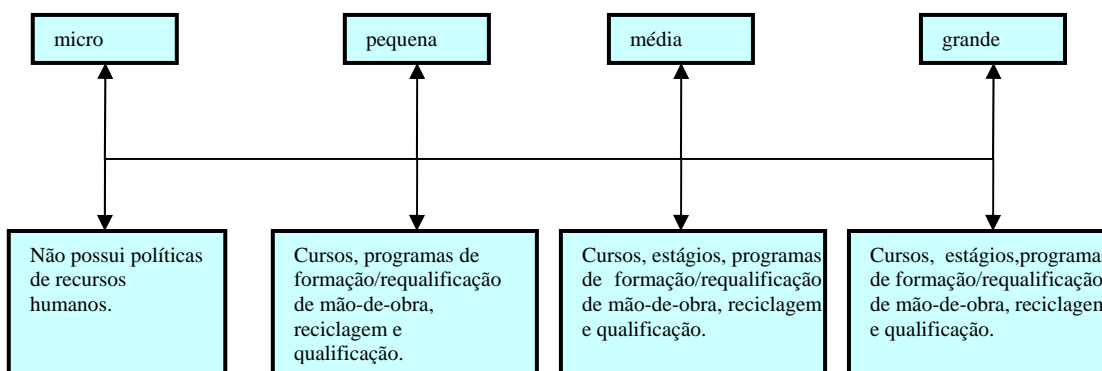 micro
pequena
média
grande
Não possui políticas
de recursos
humanos.
Cursos, programas de
formação/requalificação
de mão-de-obra,
reciclagem e
qualificação.
Cursos, estágios, programas
de formação/requalificação
de mão-de-obra, reciclagem
e qualificação.
Cursos, estágios,programas
de formação/requalificação
de mão-de-obra, reciclagem
e qualificação.